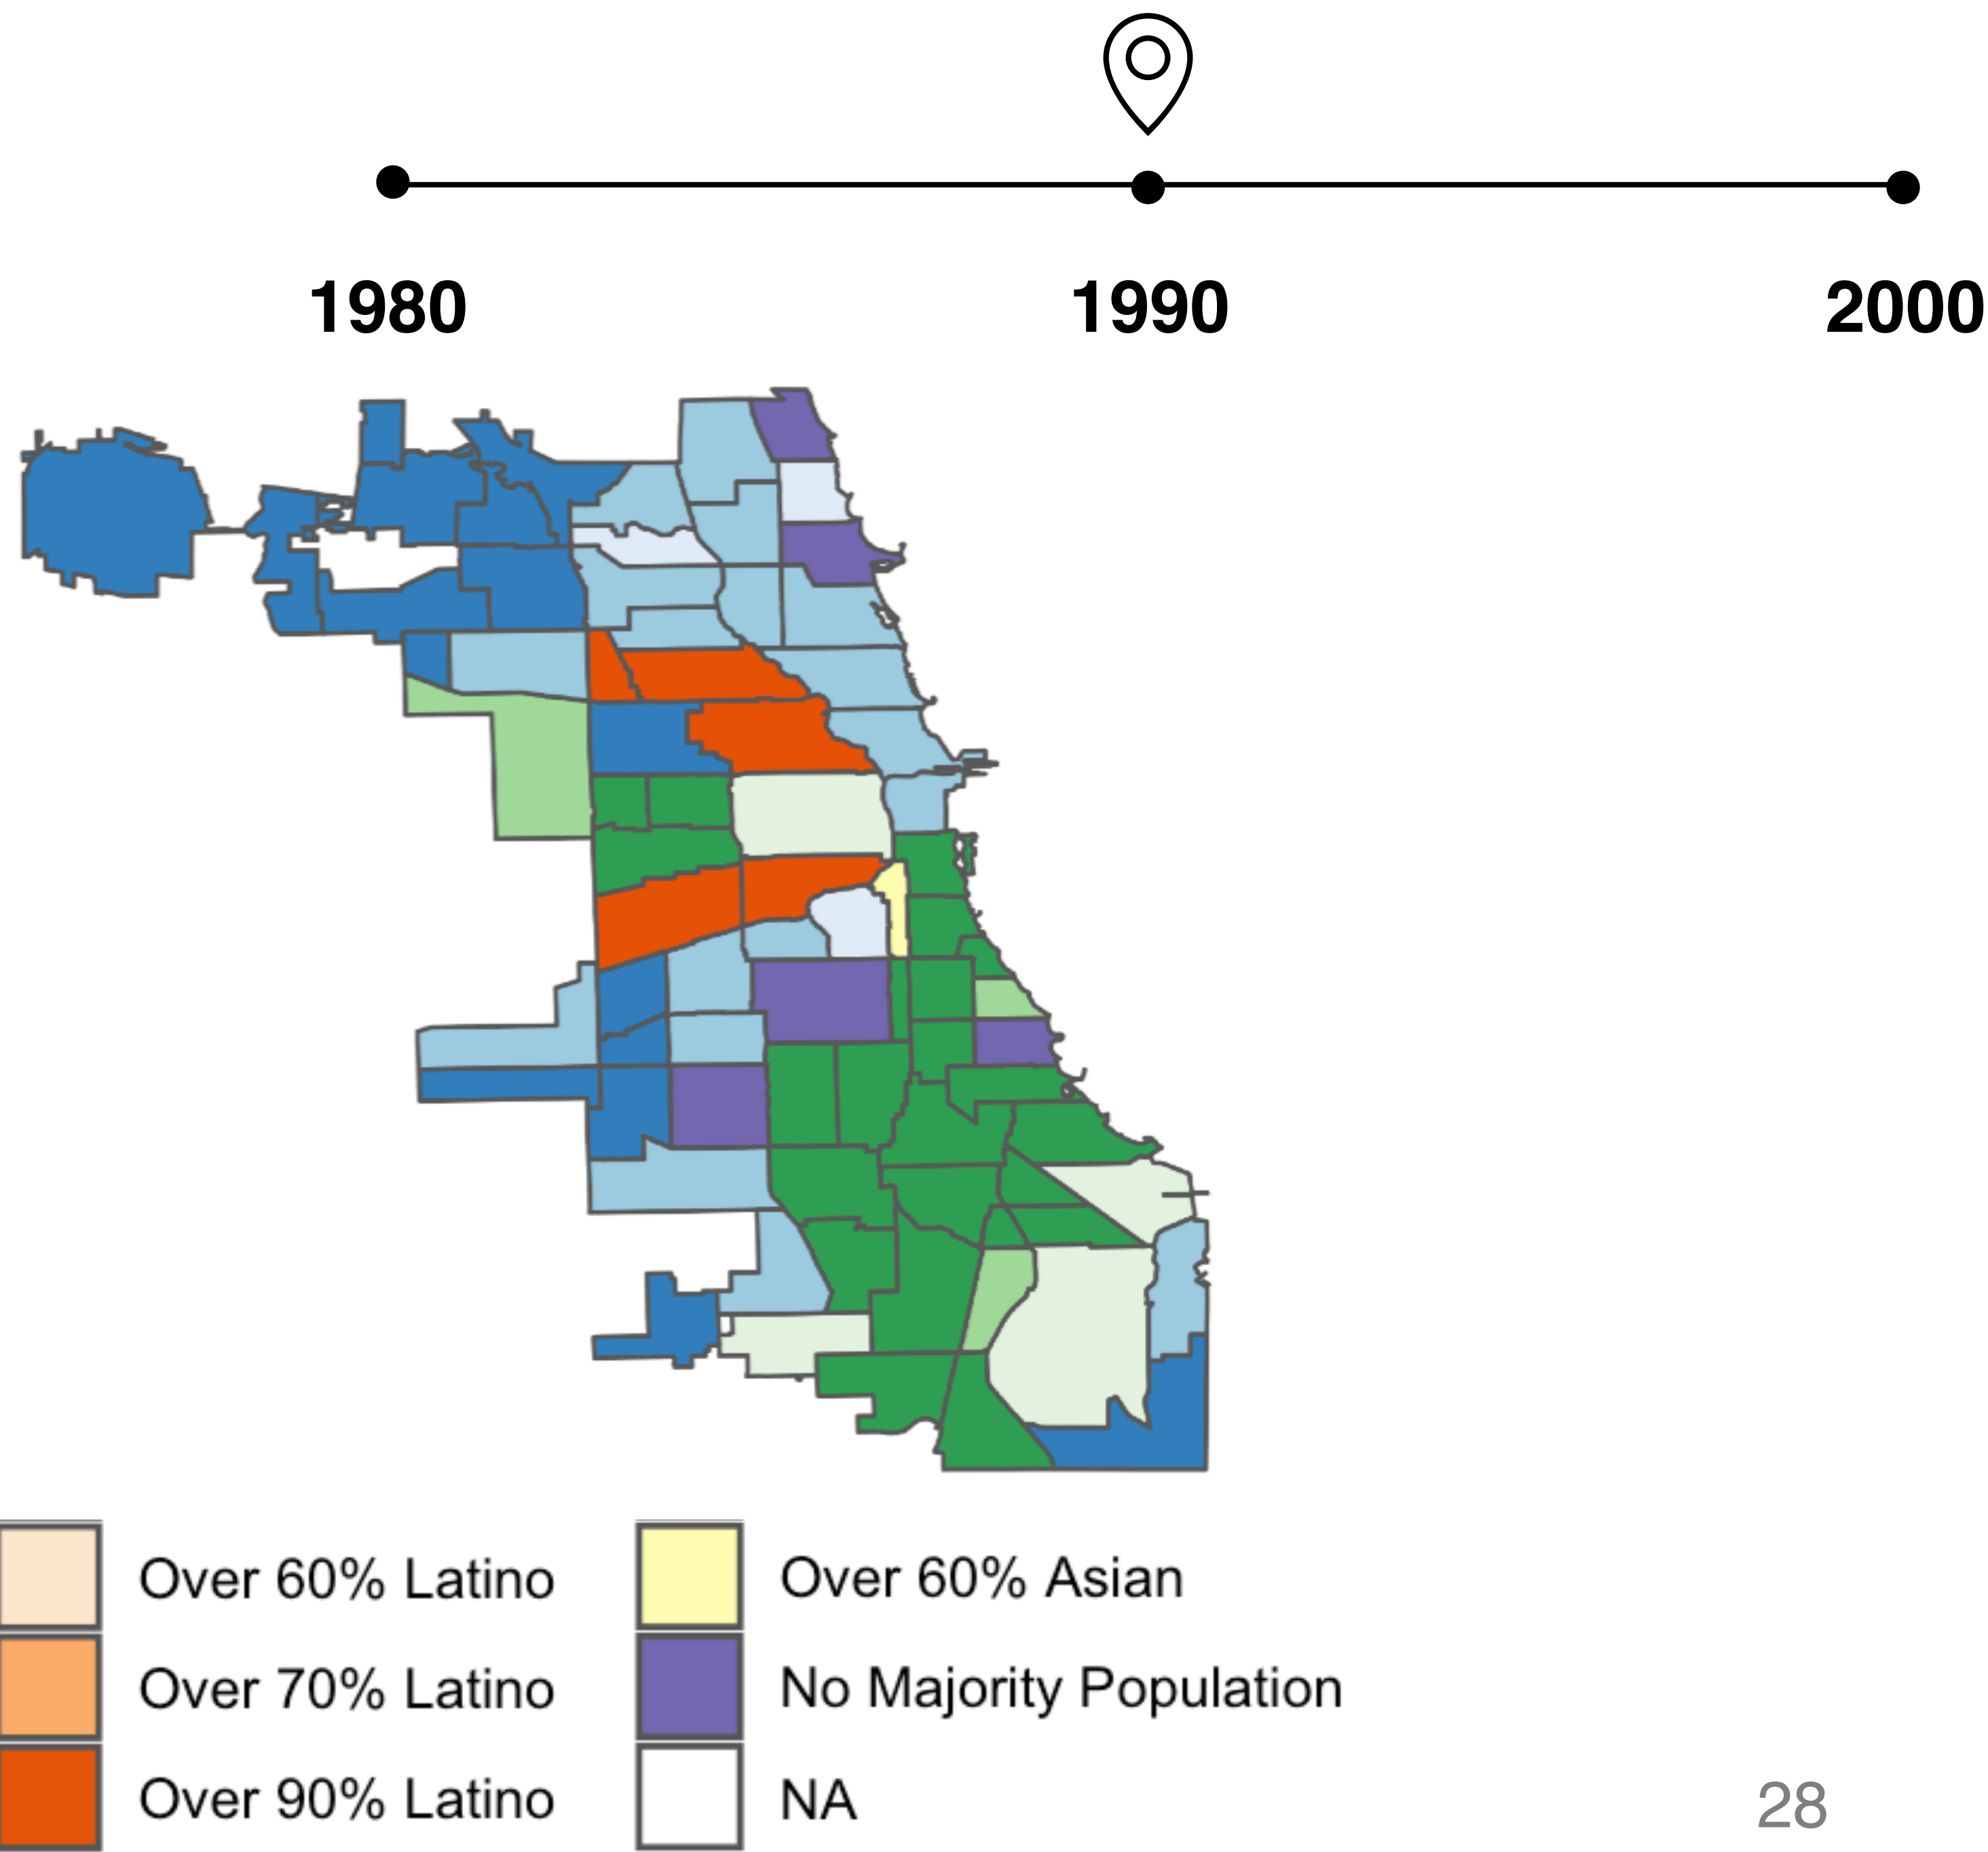 1980
1990
2000
Over 60% Latino
Over 70% Latino
Over 90% Latino
Over 60% Asian
No Majority Population
NA
28